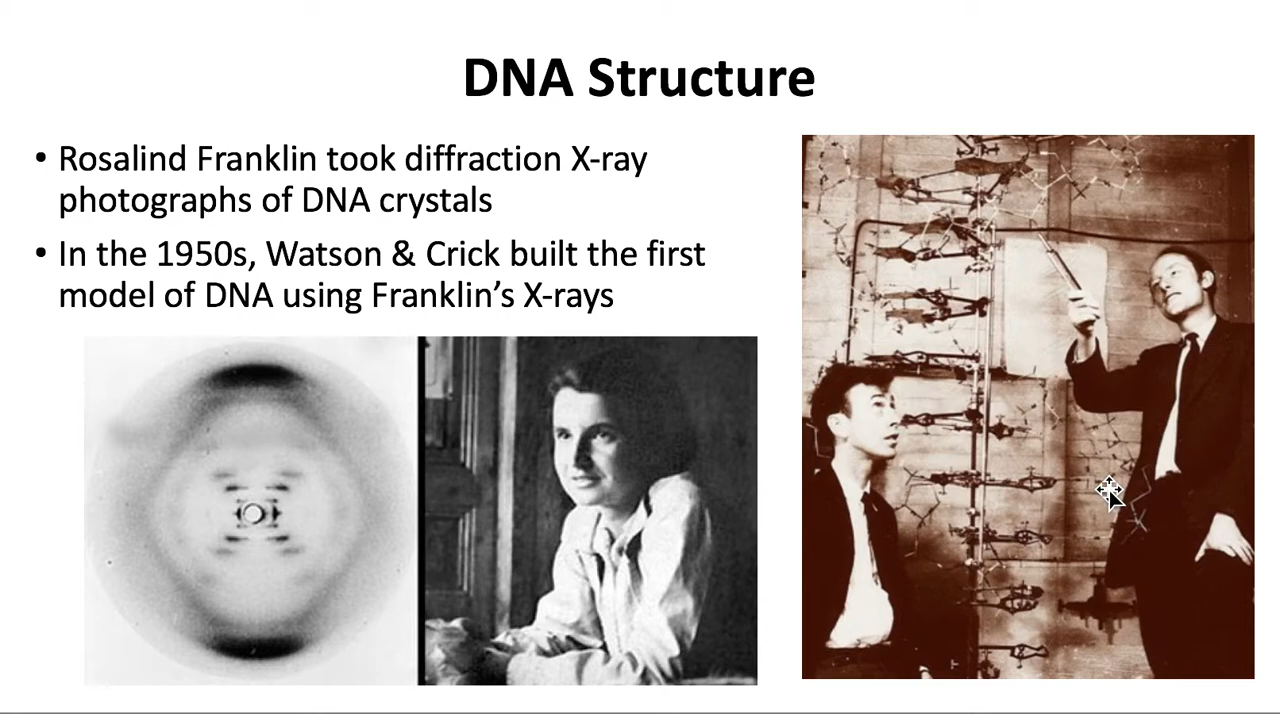 DNA Structure
• Rosalind Franklin took diffraction X-ray
photographs of DNA crystals
• In the 1950s, Watson & Crick built the first
model of DNA using Franklin’s X-rays